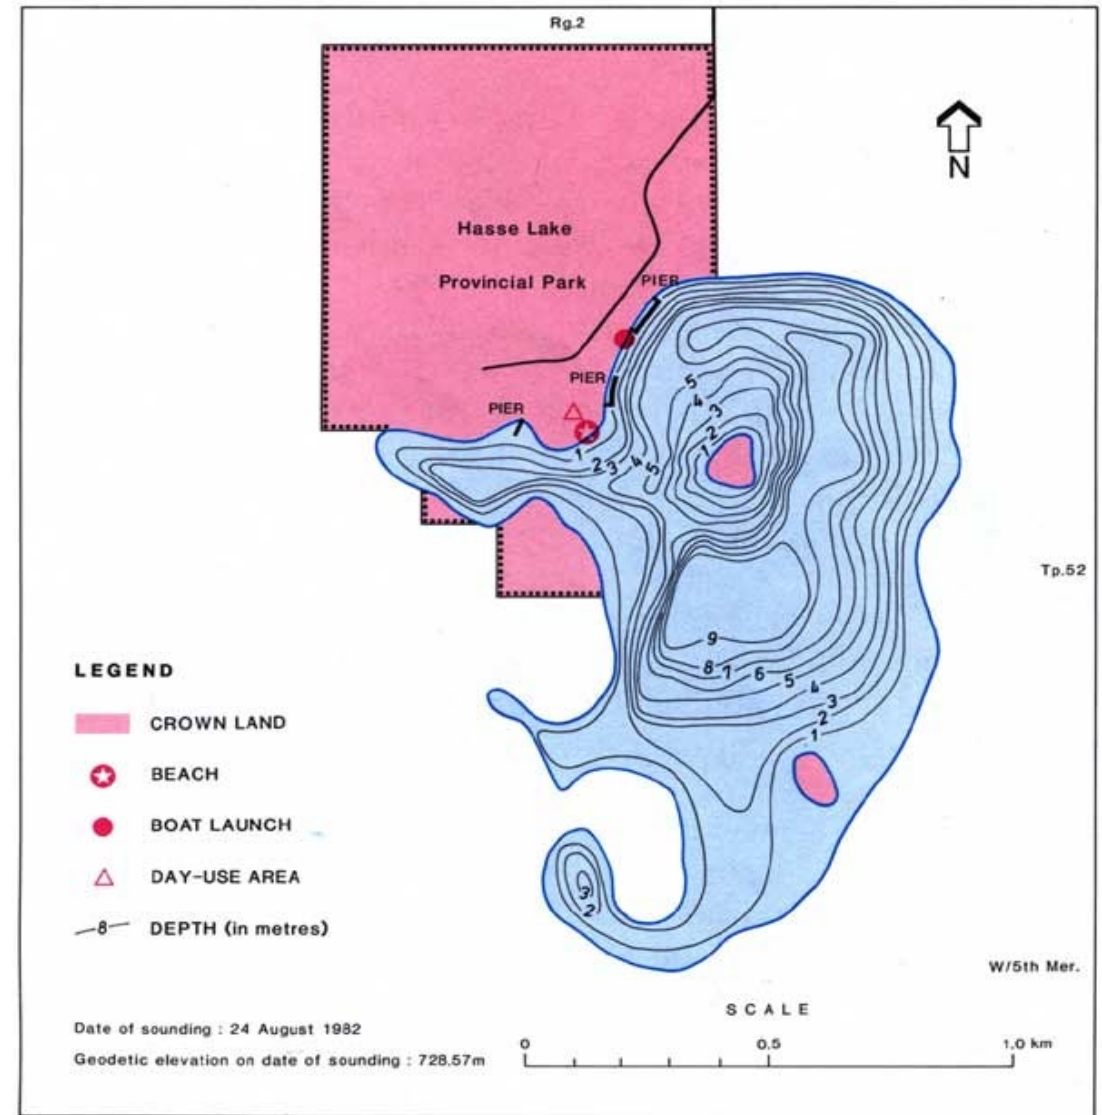 Rg.2
N
Hasse Lake
Provincial Park
PIER
PIER
PIER
5
4
3
2
1
1
2
3
4
5
Tp.52
9
8
7
6
5
4
3
2
1
LEGEND
CROWN LAND
BEACH
BOAT LAUNCH
DAY-USE AREA
8 DEPTH (in metres)
3
2
W/5th Mer.
SCALE
Date of sounding : 24 August 1982
Geodetic elevation on date of sounding : 728.57m
0 0.5 1.0 km